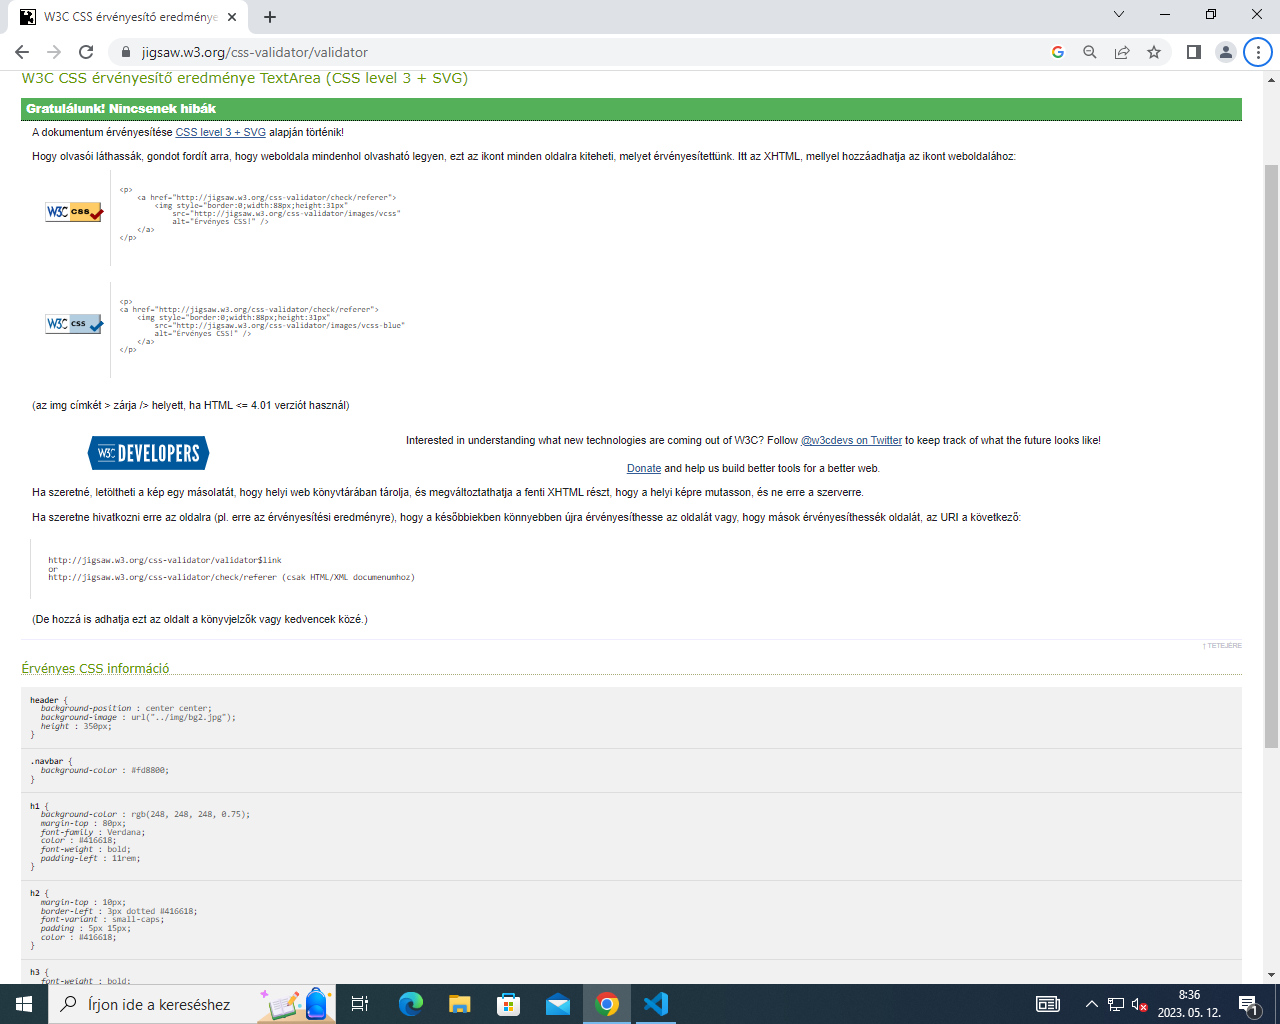 W3C CSS érvényesítő eredménye
jigsaw.w3.org/css-validator/validator
W3C CSS érvényesítő eredménye TextArea (CSS level 3 + SVG)
Gratulálunk! Nincsenek hibák
A dokumentum érvényesítése CSS level 3 + SVG alapján történik!
Hogy olvasói láthassák, gondot fordít arra, hogy weboldala mindenhol olvasható legyen, ezt az ikont minden oldalra kiteheti, melyet érvényesítettünk. Itt az XHTML, mellyel hozzáadhatja az ikont weboldalához:
W3C css
<p>
<a href="http://jigsaw.w3.org/css-validator/check/referer">
<img style="border:0;width:88px;height:31px"
src="http://jigsaw.w3.org/css-validator/images/vcss"
alt="Érvényes CSS!" />
</a>
</p>
W3C css
<p>
<a href="http://jigsaw.w3.org/css-validator/check/referer">
<img style="border:0;width:88px;height:31px"
src="http://jigsaw.w3.org/css-validator/images/vcss-blue"
alt="Érvényes CSS!" />
</a>
</p>
(az img címkét > zárja /> helyett, ha HTML <= 4.01 verziót használ)
W3C DEVELOPERS
Interested in understanding what new technologies are coming out of W3C? Follow @w3cdevs on Twitter to keep track of what the future looks like!
Donate and help us build better tools for a better web.
Ha szeretné, letöltheti a kép egy másolatát, hogy helyi web könyvtárában tárolja, és megváltoztathatja a fenti XHTML részt, hogy a helyi képre mutasson, és ne erre a szerverre.
Ha szeretne hivatkozni erre az oldalra (pl. erre az érvényesítési eredményre), hogy a későbbiekben könnyebben újra érvényesíthesse az oldalát vagy, hogy mások érvényesíthessék oldalát, az URI a következő:
http://jigsaw.w3.org/css-validator/validator$link
or
http://jigsaw.w3.org/css-validator/check/referer (csak HTML/XML documenumhoz)
(De hozzá is adhatja ezt az oldalt a könyvjelzők vagy kedvencek közé.)
↑ TETEJÉRE
Érvényes CSS információ
header {
background-position : center center;
background-image : url("../img/bg2.jpg");
height : 350px;
}
.navbar {
background-color : #fd8800;
}
h1 {
background-color : rgb(248, 248, 248, 0.75);
margin-top : 80px;
font-family : Verdana;
color : #416618;
font-weight : bold;
padding-left : 11rem;
}
h2 {
margin-top : 10px;
border-left : 3px dotted #416618;
font-variant : small-caps;
padding : 5px 15px;
color : #416618;
}
h3 {
font-weight : bold;
Írjon ide a kereséshez
8:36
2023. 05. 12.
1